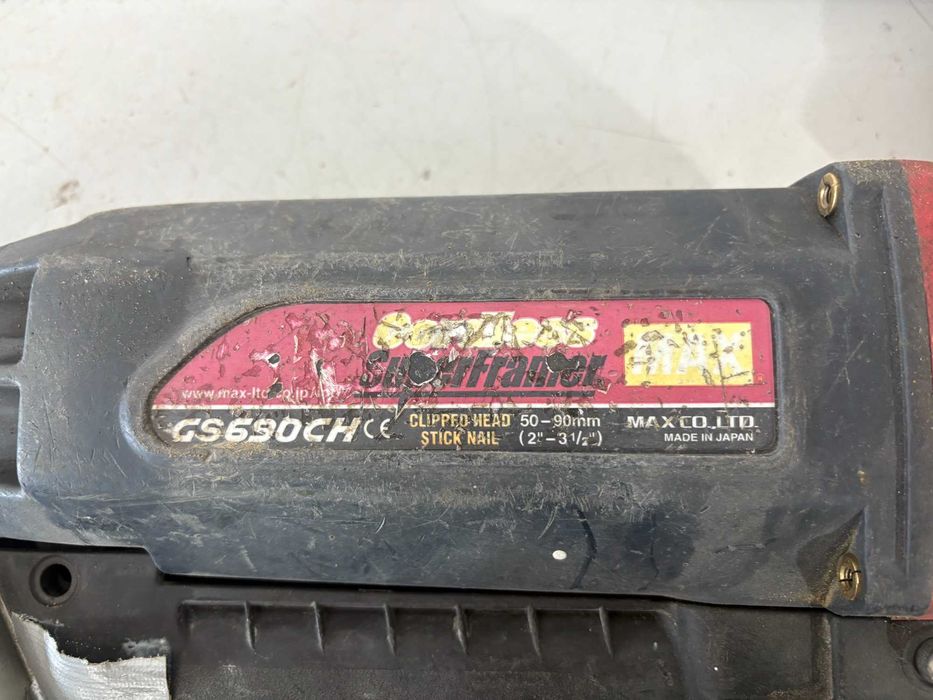 Cordless
SuperFramer
MAX
www.max-ltd.co.jp/int/
GS690CH CE
CLIPPED HEAD
STICK NAIL
50-90mm
(2"-3 1/2")
MAX CO.,LTD.
MADE IN JAPAN